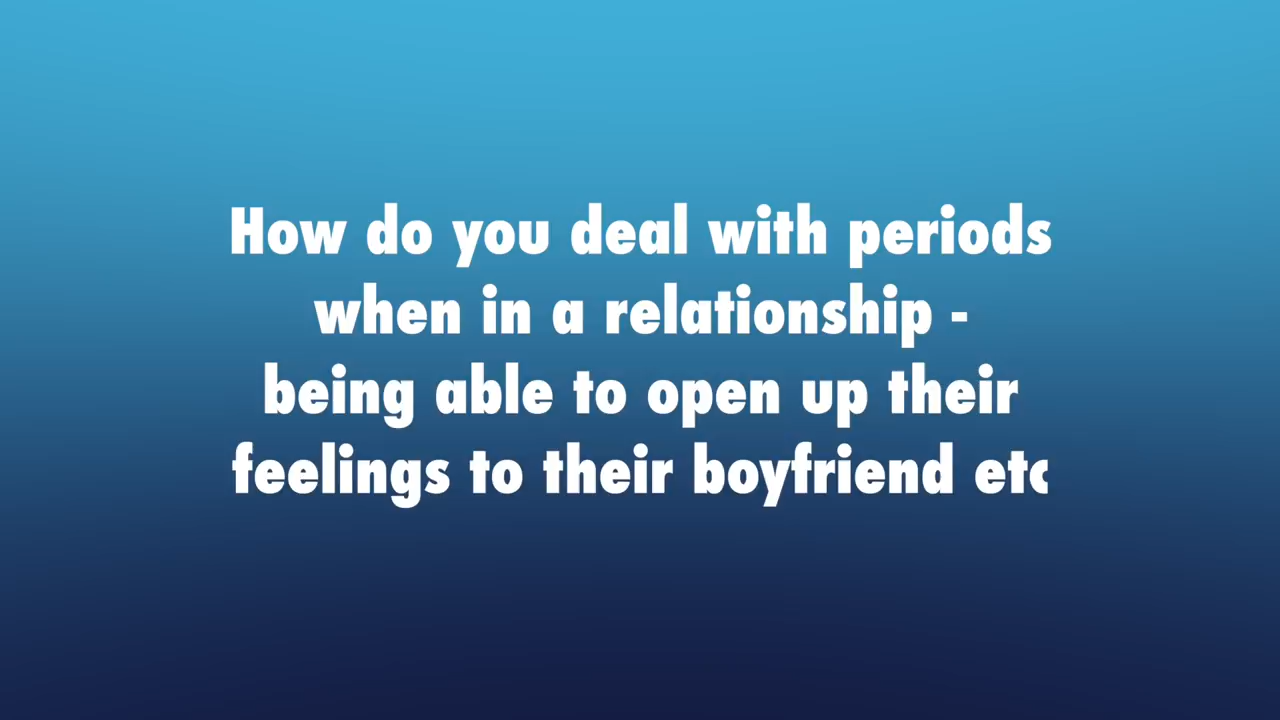 How do you deal with periods
when in a relationship -
being able to open up their
feelings to their boyfriend etc